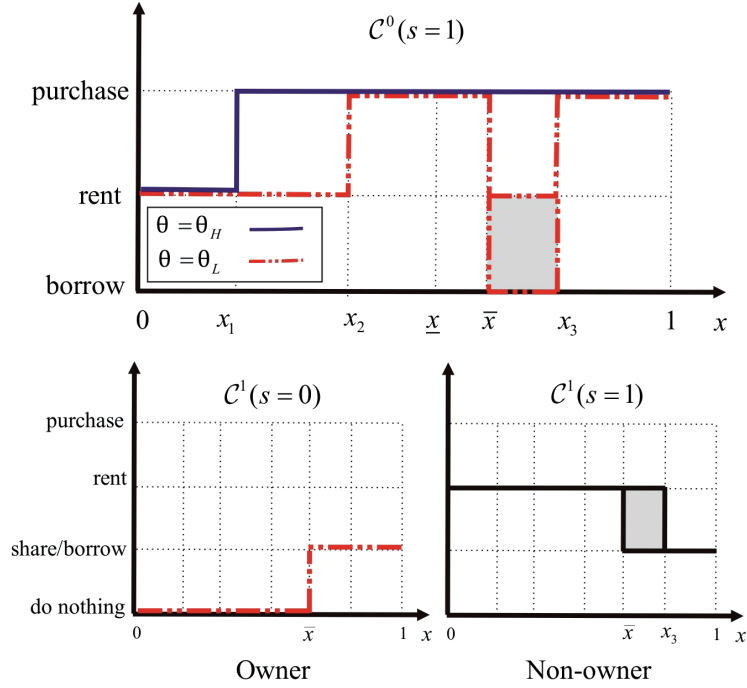 𝒞⁰(s = 1)
purchase
rent
θ = θ_H
θ = θ_L
borrow
0 x₁ x₂ x̲ x̅ x₃ 1 x
𝒞¹(s = 0)
purchase
rent
share/borrow
do nothing
0 x̅ 1 x
Owner
𝒞¹(s = 1)
0 x̅ x₃ 1 x
Non-owner